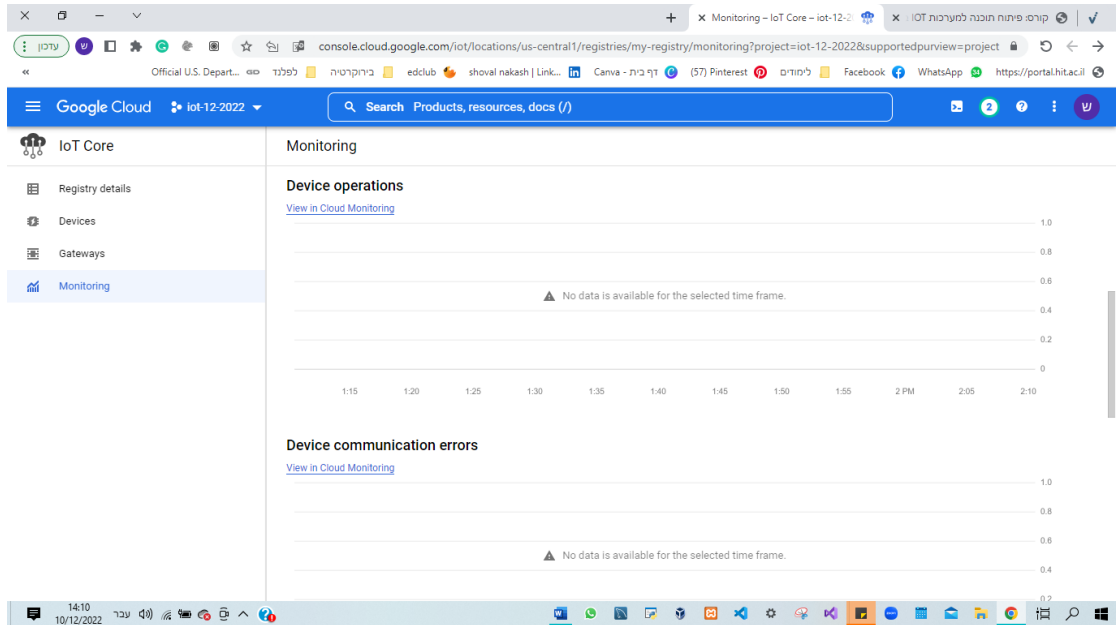 Monitoring – IoT Core – iot-12-2
קורס: פיתוח תוכנה למערכות IOT
עדכון
ש
console.cloud.google.com/iot/locations/us-central1/registries/my-registry/monitoring?project=iot-12-2022&supportedpurview=project
https://portal.hit.ac.il
WhatsApp
Facebook
לימודים
(57) Pinterest
דף בית - Canva
shoval nakash | Link...
edclub
בירוקרטיה
לפלנד
Official U.S. Depart...
Google Cloud
iot-12-2022
Search Products, resources, docs (/)
2
ש
IoT Core
Registry details
Devices
Gateways
Monitoring
Monitoring
Device operations
View in Cloud Monitoring
1.0
0.8
0.6
No data is available for the selected time frame.
0.4
0.2
0
1:15 1:20 1:25 1:30 1:35 1:40 1:45 1:50 1:55 2 PM 2:05 2:10
Device communication errors
View in Cloud Monitoring
1.0
0.8
0.6
No data is available for the selected time frame.
0.4
0.2
14:10
10/12/2022
עבר